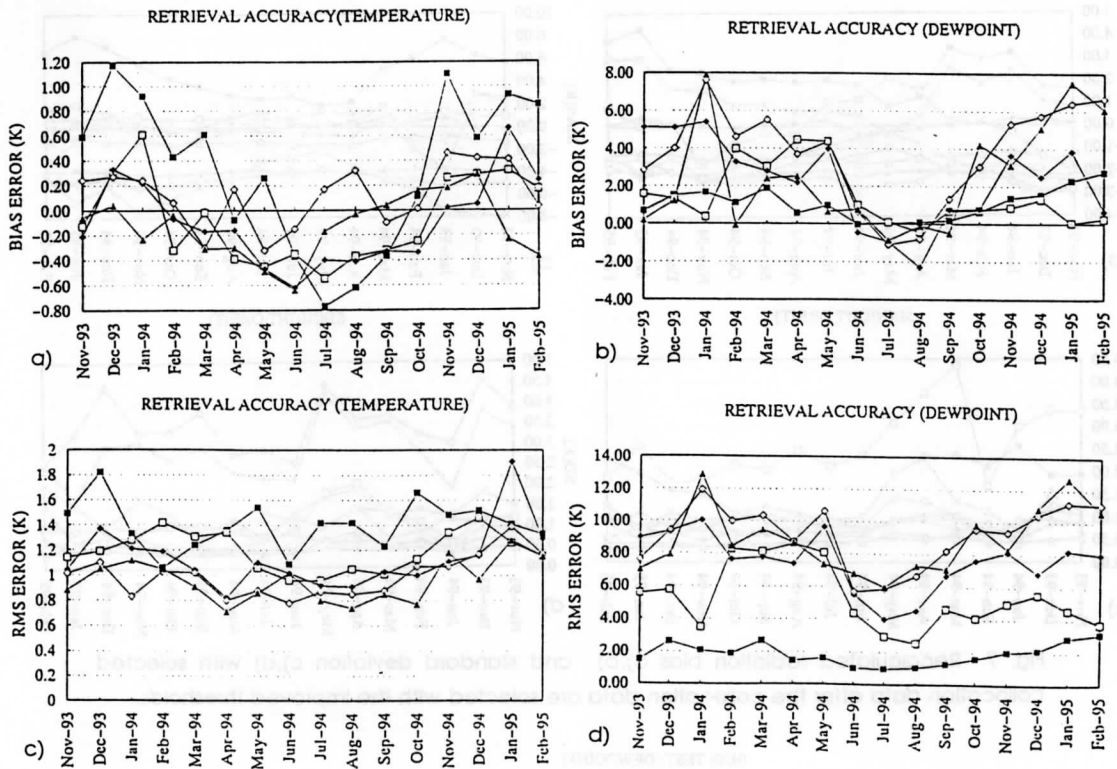 RETRIEVAL ACCURACY(TEMPERATURE)
1.20
1.00
0.80
0.60
0.40
0.20
0.00
−0.20
−0.40
−0.60
−0.80
BIAS ERROR (K)
a)
Nov−93
Dec−93
Jan−94
Feb−94
Mar−94
Apr−94
May−94
Jun−94
Jul−94
Aug−94
Sep−94
Oct−94
Nov−94
Dec−94
Jan−95
Feb−95
RETRIEVAL ACCURACY (DEWPOINT)
8.00
6.00
4.00
2.00
0.00
−2.00
−4.00
BIAS ERROR (K)
b)
Nov−93
Dec−93
Jan−94
Feb−94
Mar−94
Apr−94
May−94
Jun−94
Jul−94
Aug−94
Sep−94
Oct−94
Nov−94
Dec−94
Jan−95
Feb−95
RETRIEVAL ACCURACY (TEMPERATURE)
2
1.8
1.6
1.4
1.2
1
0.8
0.6
0.4
0.2
0
RMS ERROR (K)
c)
Nov−93
Dec−93
Jan−94
Feb−94
Mar−94
Apr−94
May−94
Jun−94
Jul−94
Aug−94
Sep−94
Oct−94
Nov−94
Dec−94
Jan−95
Feb−95
RETRIEVAL ACCURACY (DEWPOINT)
14.00
12.00
10.00
8.00
6.00
4.00
2.00
0.00
RMS ERROR (K)
d)
Nov−93
Dec−93
Jan−94
Feb−94
Mar−94
Apr−94
May−94
Jun−94
Jul−94
Aug−94
Sep−94
Oct−94
Nov−94
Dec−94
Jan−95
Feb−95